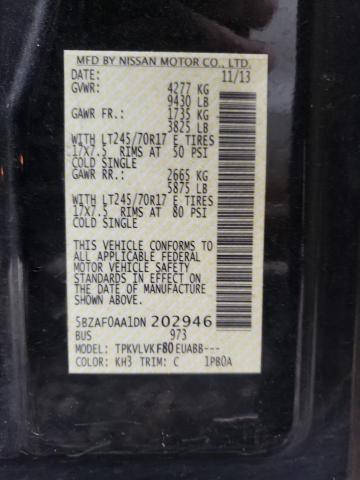 MFD BY NISSAN MOTOR CO., LTD.
DATE: 11/13
GVWR: 4277 KG
9430 LB
GAWR FR.: 1735 KG
3825 LB
WITH LT245/70R17 E TIRES
17X7.5 RIMS AT 50 PSI
COLD SINGLE
GAWR RR.: 2665 KG
5875 LB
WITH LT245/70R17 E TIRES
17X7.5 RIMS AT 80 PSI
COLD SINGLE
THIS VEHICLE CONFORMS TO
ALL APPLICABLE FEDERAL
MOTOR VEHICLE SAFETY
STANDARDS IN EFFECT ON
THE DATE OF MANUFACTURE
SHOWN ABOVE.
5BZAF0AA1DN 202946
BUS 973
MODEL: TPKVLVKF80EUABB---
COLOR: KH3 TRIM: C 1PB0A